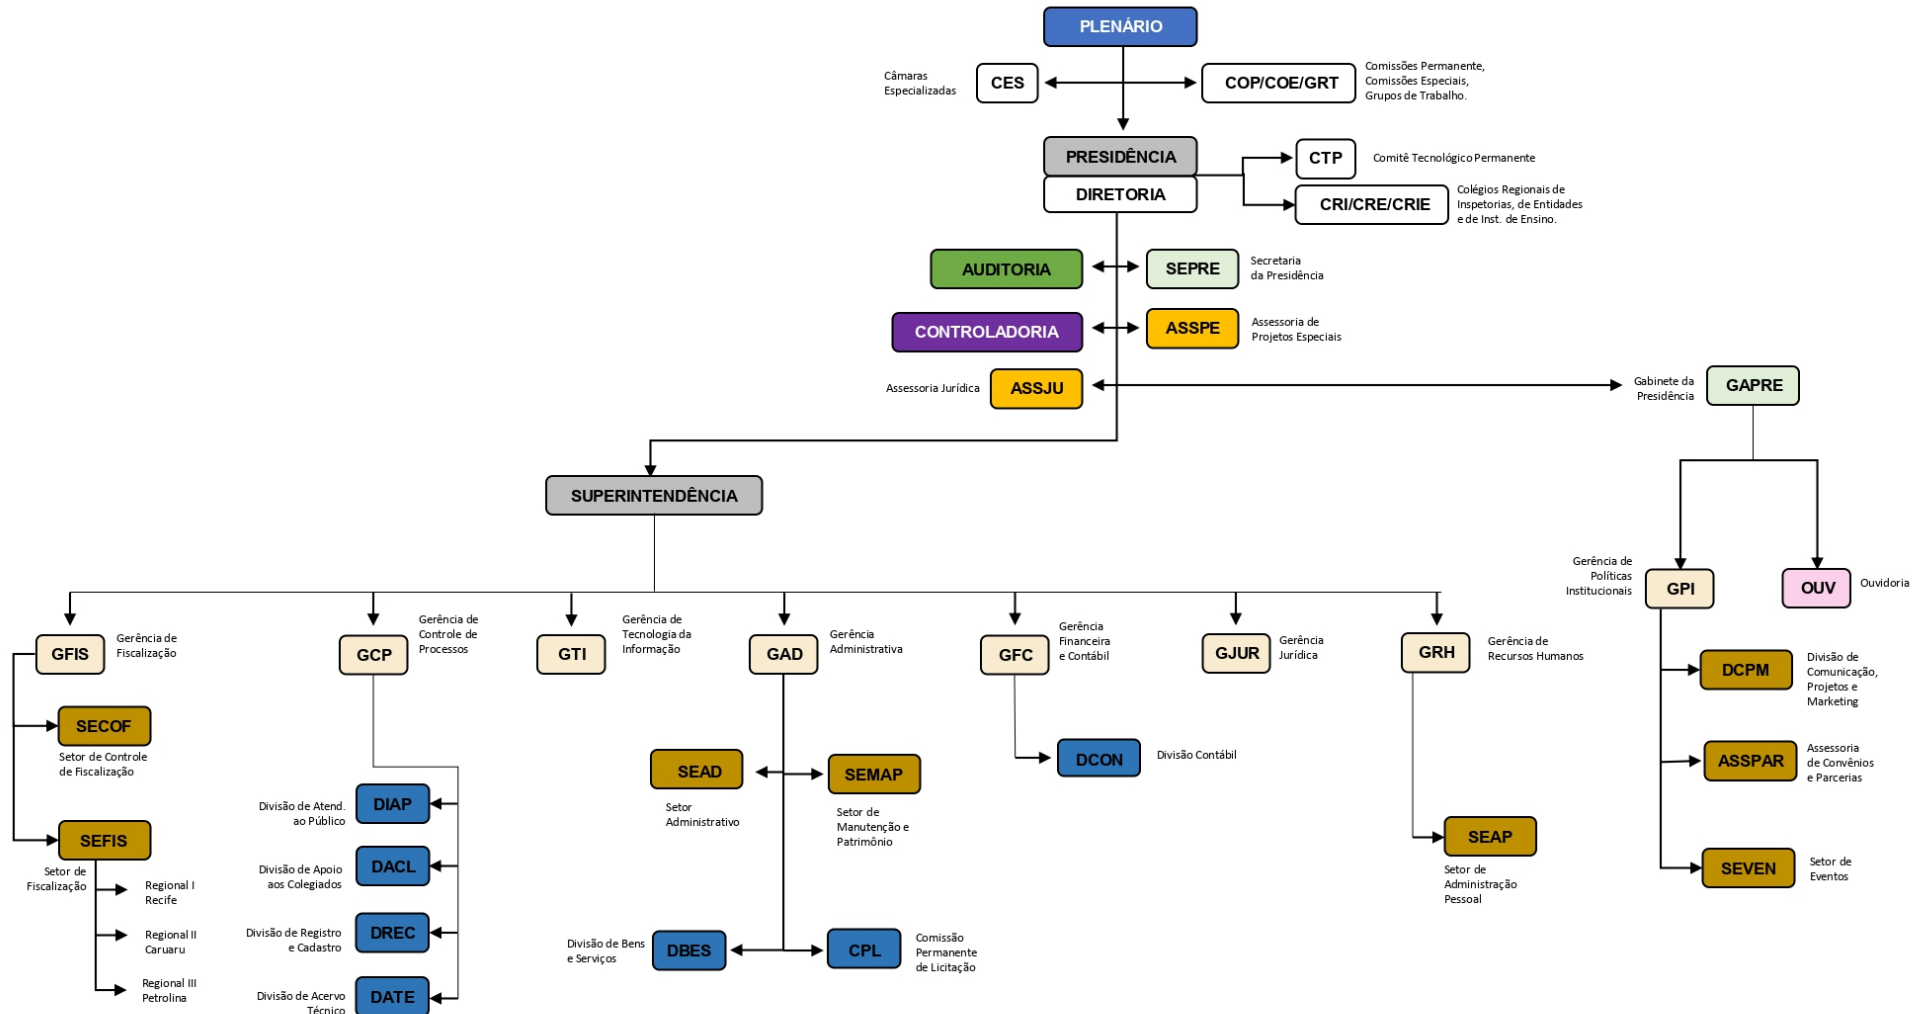 PLENÁRIO
Câmaras
Especializadas
CES
COP/COE/GRT
Comissões Permanente,
Comissões Especiais,
Grupos de Trabalho.
PRESIDÊNCIA
DIRETORIA
CTP
Comitê Tecnológico Permanente
CRI/CRE/CRIE
Colégios Regionais de
Inspetorias, de Entidades
e de Inst. de Ensino.
AUDITORIA
SEPRE
Secretaria
da Presidência
CONTROLADORIA
ASSPE
Assessoria de
Projetos Especiais
Assessoria Jurídica
ASSJU
Gabinete da
Presidência
GAPRE
SUPERINTENDÊNCIA
Gerência de
Políticas
Institucionais
GPI
OUV
Ouvidoria
GFIS
Gerência de
Fiscalização
GCP
Gerência de
Controle de
Processos
GTI
Gerência de
Tecnologia da
Informação
GAD
Gerência
Administrativa
GFC
Gerência
Financeira
e Contábil
GJUR
Gerência
Jurídica
GRH
Gerência de
Recursos Humanos
DCPM
Divisão de
Comunicação,
Projetos e
Marketing
SECOF
Setor de Controle
de Fiscalização
SEAD
Setor
Administrativo
SEMAP
Setor de
Manutenção e
Patrimônio
DCON
Divisão Contábil
ASSPAR
Assessoria
de Convênios
e Parcerias
Divisão de Atend.
ao Público
DIAP
SEFIS
Setor de
Fiscalização
SEAP
Setor de
Administração
Pessoal
SEVEN
Setor de
Eventos
Regional I
Recife
Divisão de Apoio
aos Colegiados
DACL
Regional II
Caruaru
Divisão de Registro
e Cadastro
DREC
Divisão de Bens
e Serviços
DBES
CPL
Comissão
Permanente
de Licitação
Regional III
Petrolina
Divisão de Acervo
Técnico
DATE